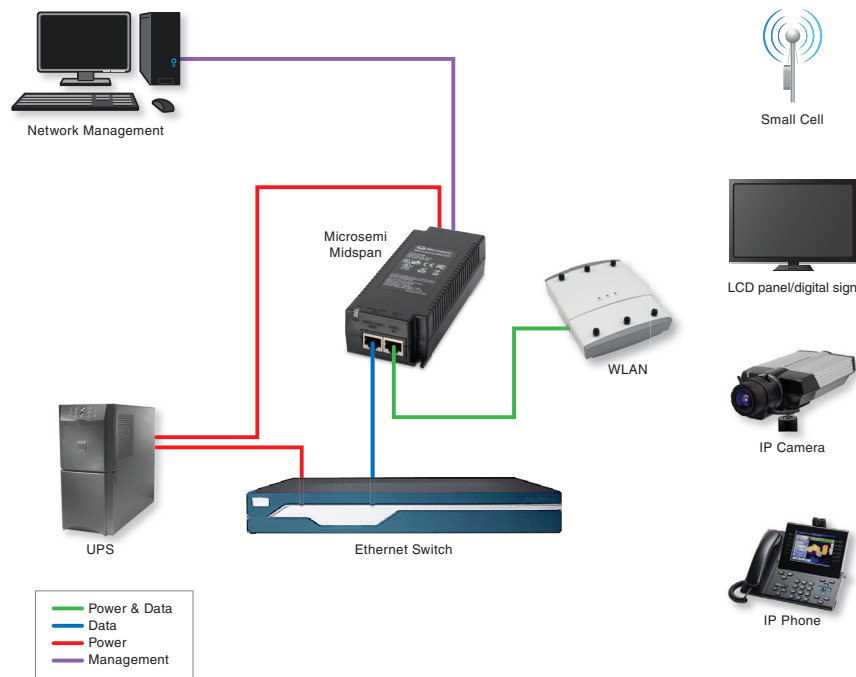 Network Management
Small Cell
Microsemi
Midspan
LCD panel/digital sign
WLAN
IP Camera
UPS
Ethernet Switch
IP Phone
Power & Data
Data
Power
Management